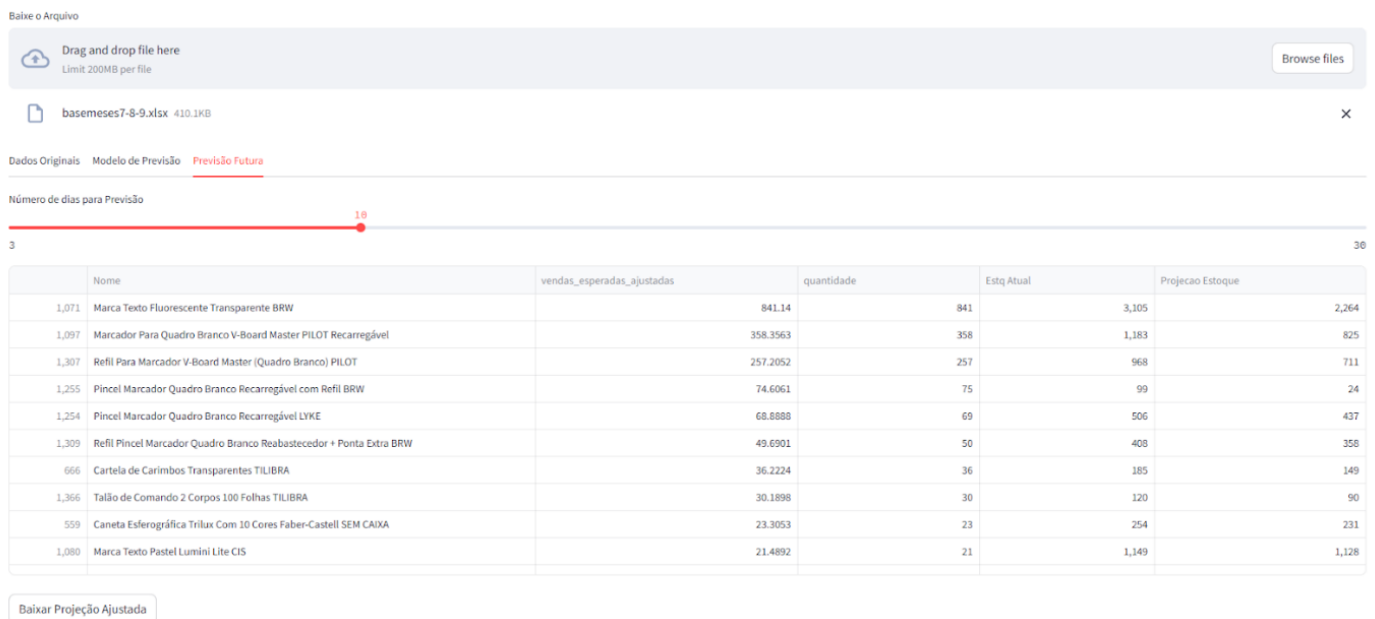 Baixe o Arquivo
Drag and drop file here
Limit 200MB per file
Browse files
basemeses7-8-9.xlsx 410.1KB
Dados Originais Modelo de Previsão Previsão Futura
Número de dias para Previsão
10
3 30
Nome vendas_esperadas_ajustadas quantidade Estq Atual Projecao Estoque
1,071 Marca Texto Fluorescente Transparente BRW 841.14 841 3,105 2,264
1,097 Marcador Para Quadro Branco V-Board Master PILOT Recarregável 358.3563 358 1,183 825
1,307 Refil Para Marcador V-Board Master (Quadro Branco) PILOT 257.2052 257 968 711
1,255 Pincel Marcador Quadro Branco Recarregável com Refil BRW 74.6061 75 99 24
1,254 Pincel Marcador Quadro Branco Recarregável LYKE 68.8888 69 506 437
1,309 Refil Pincel Marcador Quadro Branco Reabastecedor + Ponta Extra BRW 49.6901 50 408 358
666 Cartela de Carimbos Transparentes TILIBRA 36.2224 36 185 149
1,366 Talão de Comando 2 Corpos 100 Folhas TILIBRA 30.1898 30 120 90
559 Caneta Esferográfica Trilux Com 10 Cores Faber-Castell SEM CAIXA 23.3053 23 254 231
1,080 Marca Texto Pastel Lumini Lite CIS 21.4892 21 1,149 1,128
Baixar Projeção Ajustada